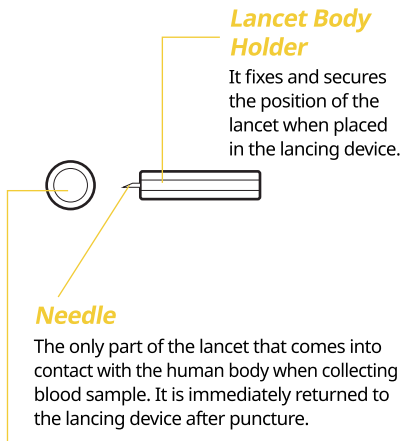 Lancet Body
Holder
It fixes and secures
the position of the
lancet when placed
in the lancing device.
Needle
The only part of the lancet that comes into
contact with the human body when collecting
blood sample. It is immediately returned to
the lancing device after puncture.